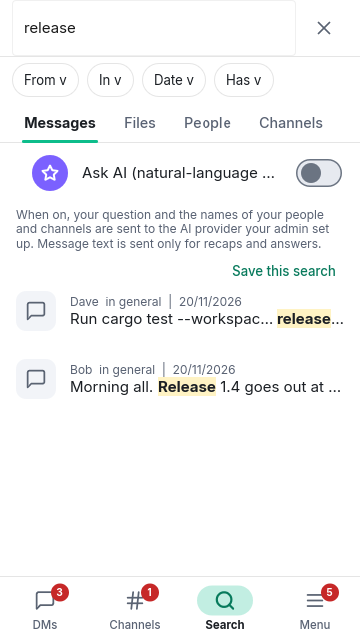 release
From v
In v
Date v
Has v
Messages
Files
People
Channels
Ask AI (natural-language ...
When on, your question and the names of your people
and channels are sent to the AI provider your admin set
up. Message text is sent only for recaps and answers.
Save this search
Dave in general | 20/11/2026
Run cargo test --workspac... release...
Bob in general | 20/11/2026
Morning all. Release 1.4 goes out at ...
3
1
5
DMs
Channels
Search
Menu